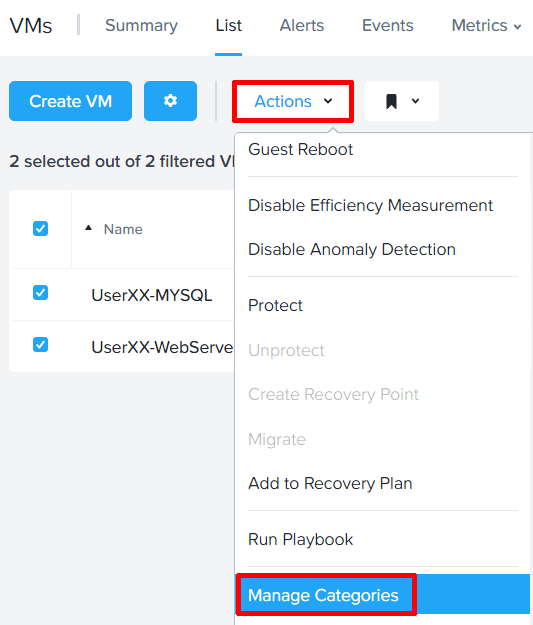 VMs Summary List Alerts Events Metrics
Create VM Actions
2 selected out of 2 filtered
Guest Reboot
Disable Efficiency Measurement
Name
Disable Anomaly Detection
UserXX-MYSQL
Protect
UserXX-WebServe
Unprotect
Create Recovery Point
Migrate
Add to Recovery Plan
Run Playbook
Manage Categories